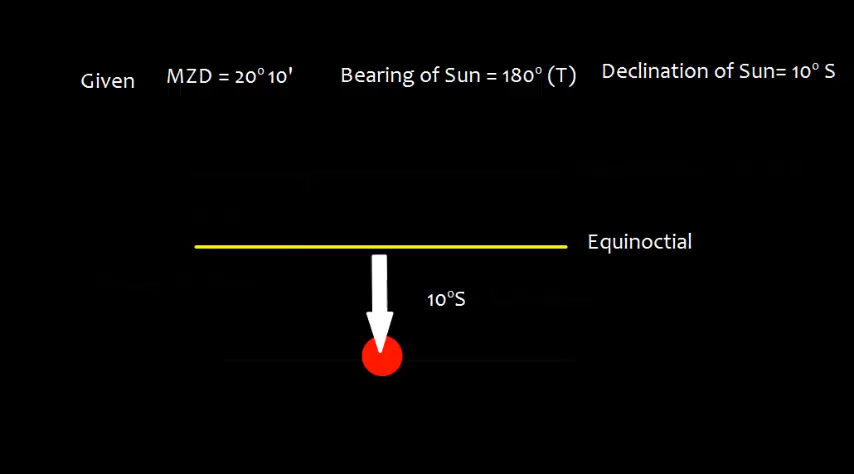 Given MZD = 20° 10' Bearing of Sun = 180° (T) Declination of Sun= 10° S
Equinoctial
10°S